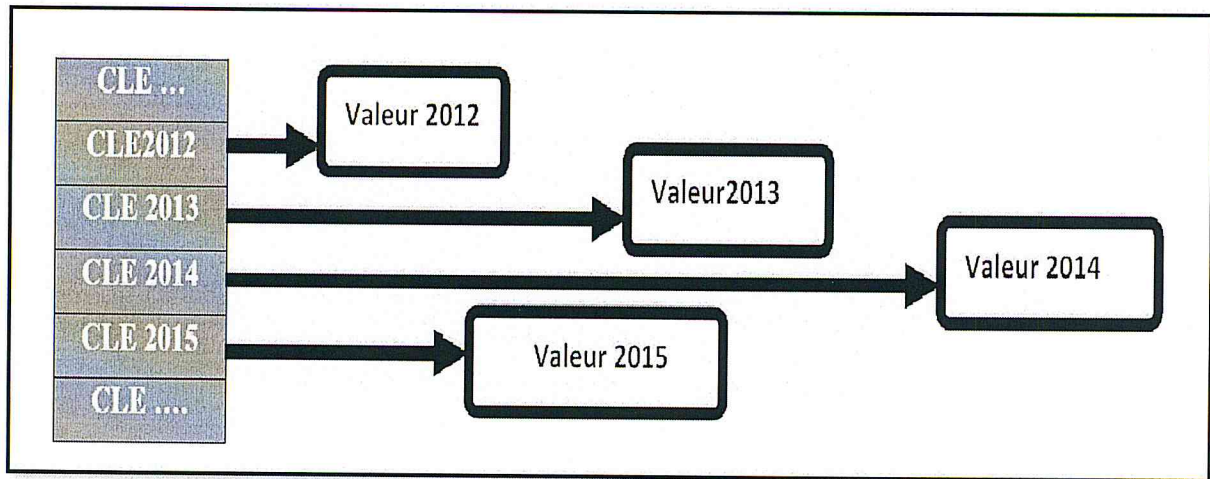 CLE ...
CLE2012
Valeur 2012
CLE 2013
Valeur2013
CLE 2014
Valeur 2014
CLE 2015
Valeur 2015
CLE ....